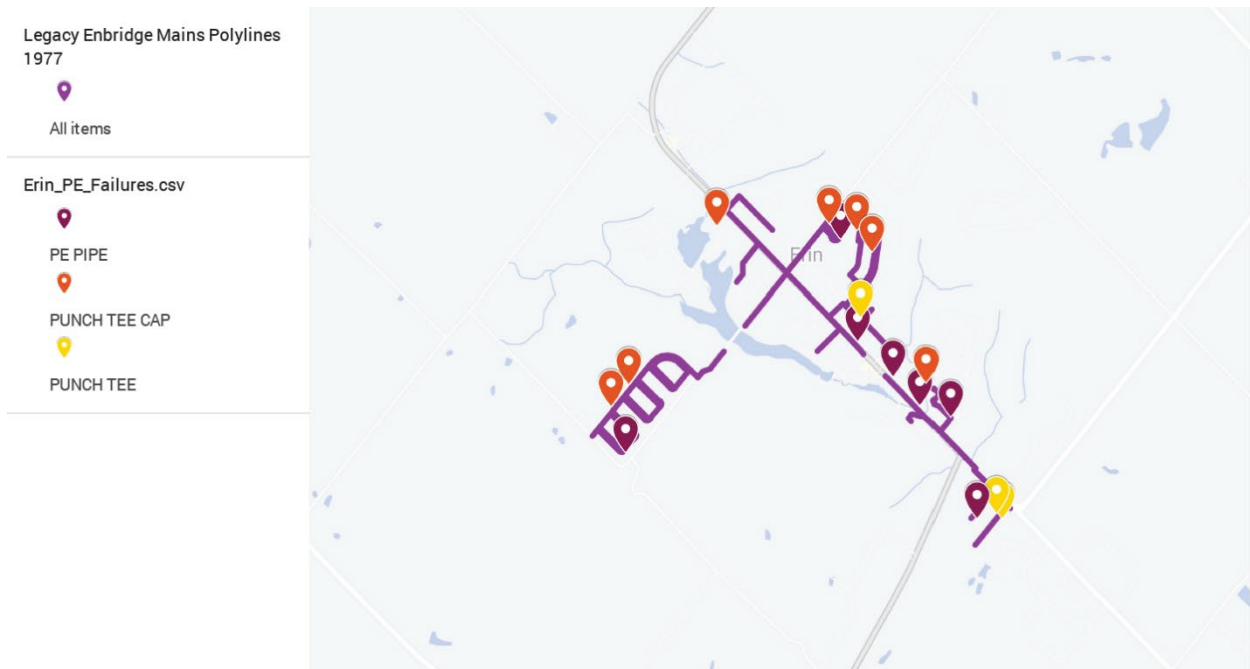 Legacy Enbridge Mains Polylines
1977
All items
Erin_PE_Failures.csv
PE PIPE
PUNCH TEE CAP
PUNCH TEE
Erin